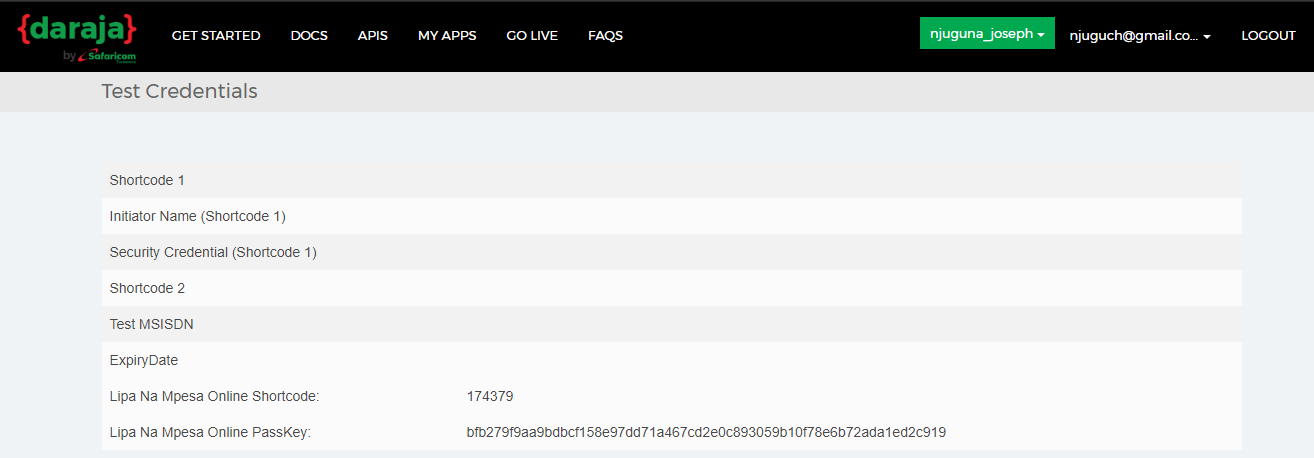 {daraja}
by Safaricom
GET STARTED DOCS APIS MY APPS GO LIVE FAQS njuguna_joseph njuguch@gmail.co... LOGOUT
Test Credentials
Shortcode 1
Initiator Name (Shortcode 1)
Security Credential (Shortcode 1)
Shortcode 2
Test MSISDN
ExpiryDate
Lipa Na Mpesa Online Shortcode: 174379
Lipa Na Mpesa Online PassKey: bfb279f9aa9bdbcf158e97dd71a467cd2e0c893059b10f78e6b72ada1ed2c919